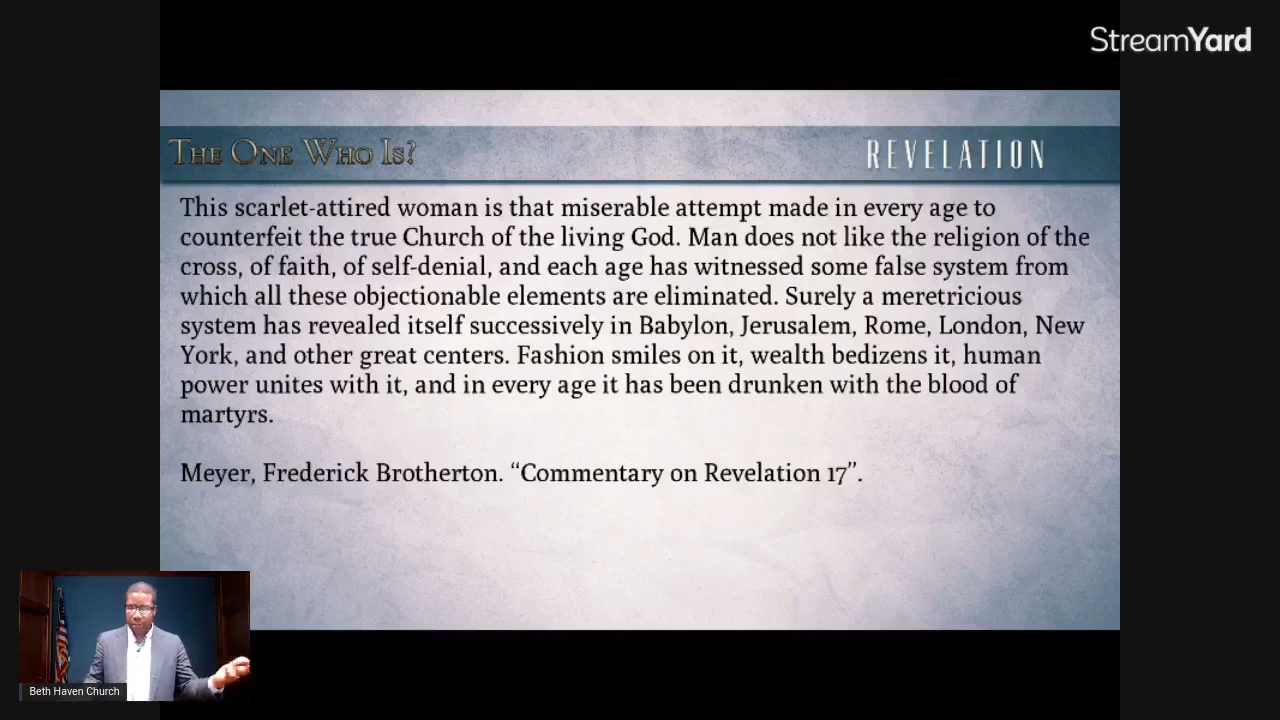 StreamYard
The One Who Is?
REVELATION
This scarlet-attired woman is that miserable attempt made in every age to
counterfeit the true Church of the living God. Man does not like the religion of the
cross, of faith, of self-denial, and each age has witnessed some false system from
which all these objectionable elements are eliminated. Surely a meretricious
system has revealed itself successively in Babylon, Jerusalem, Rome, London, New
York, and other great centers. Fashion smiles on it, wealth bedizens it, human
power unites with it, and in every age it has been drunken with the blood of
martyrs.
Meyer, Frederick Brotherton. “Commentary on Revelation 17”.
Beth Haven Church